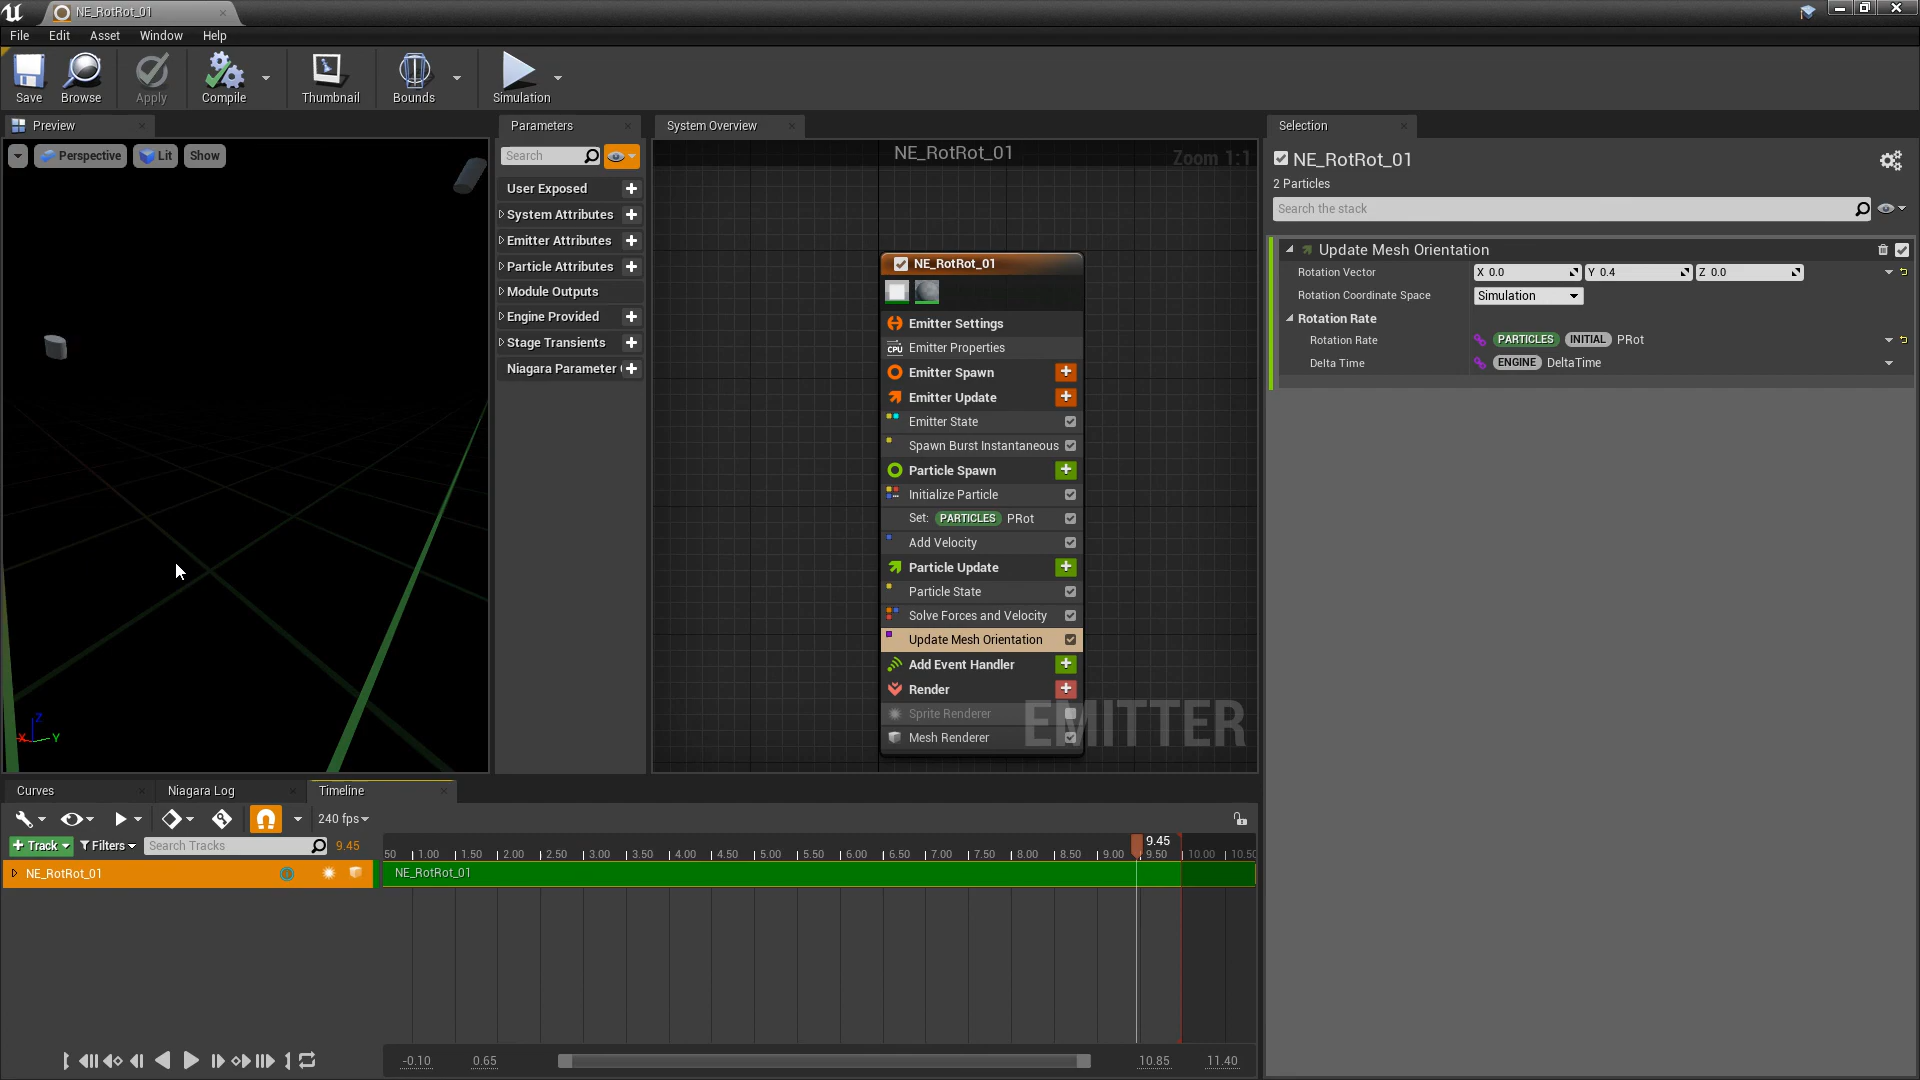 NE_RotRot_01
File Edit Asset Window Help
Save Browse Apply Compile Thumbnail Bounds Simulation
Preview
Perspective Lit Show
Z
X Y
Parameters
Search
User Exposed
System Attributes
Emitter Attributes
Particle Attributes
Module Outputs
Engine Provided
Stage Transients
Niagara Parameter
System Overview
NE_RotRot_01
Zoom 1:1
NE_RotRot_01
Emitter Settings
CPU Emitter Properties
Emitter Spawn
Emitter Update
Emitter State
Spawn Burst Instantaneous
Particle Spawn
Initialize Particle
Set: PARTICLES PRot
Add Velocity
Particle Update
Particle State
Solve Forces and Velocity
Update Mesh Orientation
Add Event Handler
Render
Sprite Renderer
Mesh Renderer
EMITTER
Selection
NE_RotRot_01
2 Particles
Search the stack
Update Mesh Orientation
Rotation Vector X 0.0 Y 0.4 Z 0.0
Rotation Coordinate Space Simulation
Rotation Rate
Rotation Rate PARTICLES INITIAL PRot
Delta Time ENGINE DeltaTime
Curves Niagara Log Timeline
240 fps
+ Track Filters Search Tracks 9.45
9.45
50 1.00 1.50 2.00 2.50 3.00 3.50 4.00 4.50 5.00 5.50 6.00 6.50 7.00 7.50 8.00 8.50 9.00 9.50 10.00 10.50
NE_RotRot_01 NE_RotRot_01
-0.10 0.65 10.85 11.40